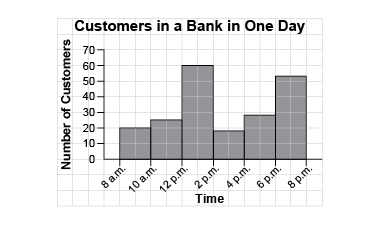 Customers in a Bank in One Day
Number of Customers
70
60
50
40
30
20
10
0
8 a.m.
10 a.m.
12 p.m.
2 p.m.
4 p.m.
6 p.m.
8 p.m.
Time